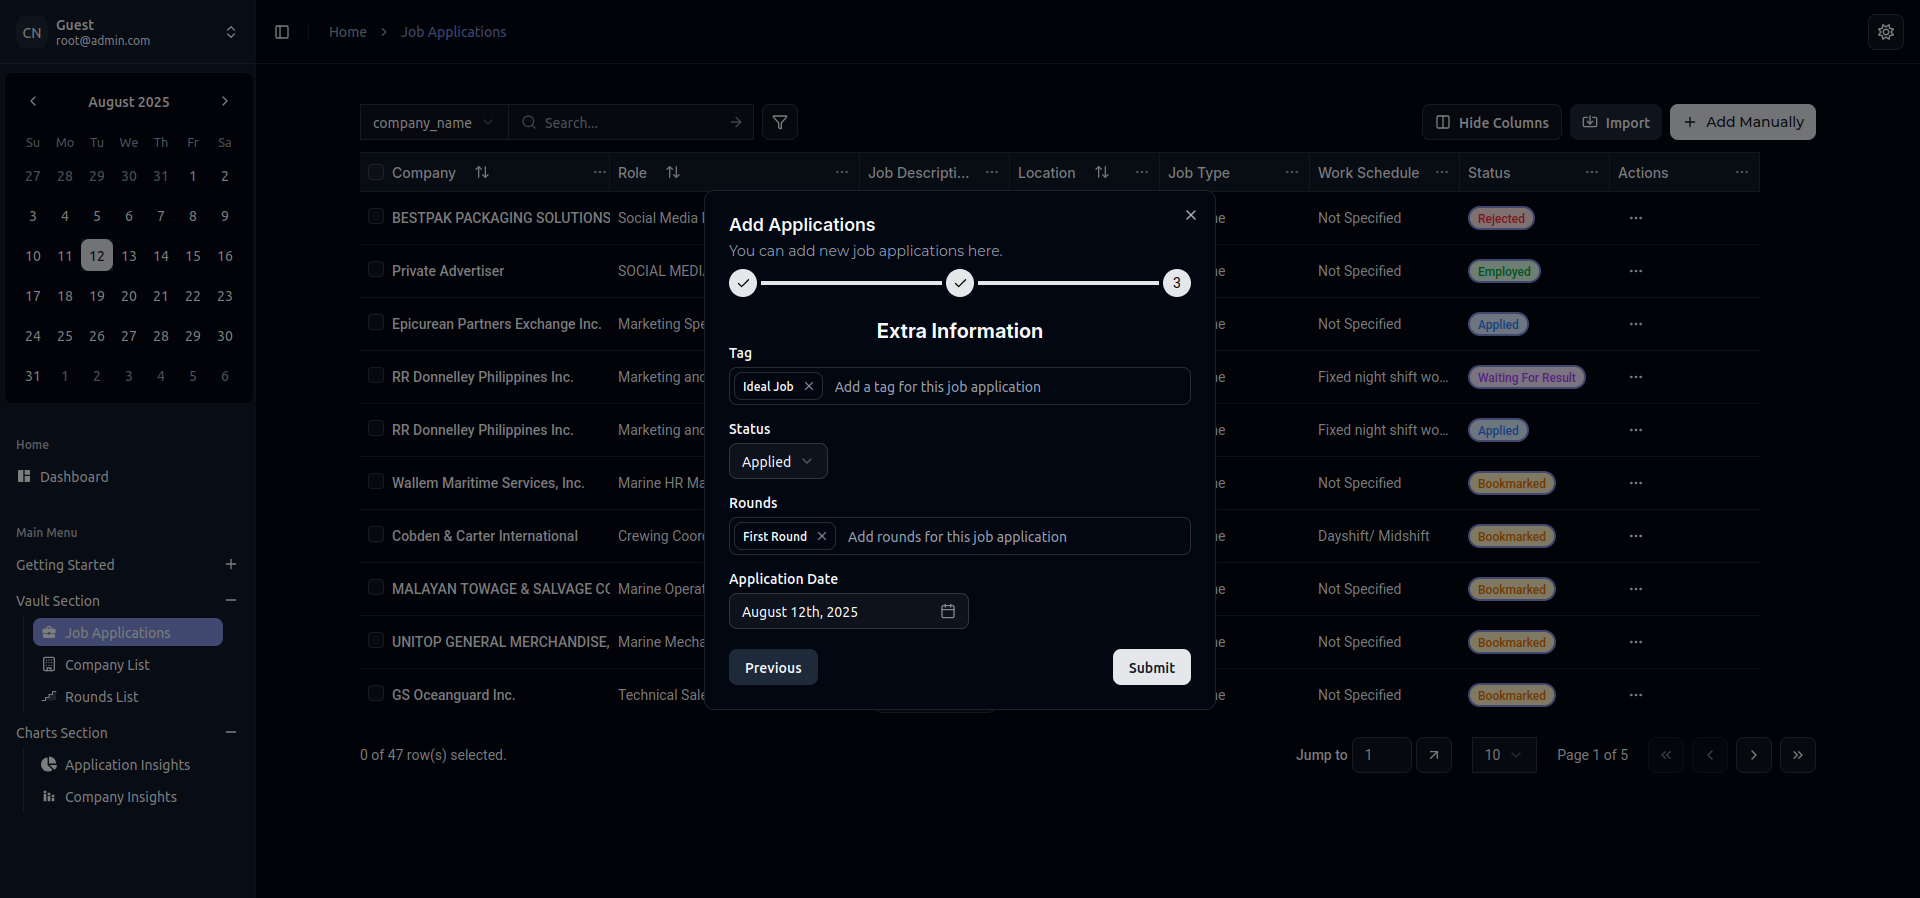 CN
Guest
root@admin.com
August 2025
Su Mo Tu We Th Fr Sa
27 28 29 30 31 1 2
3 4 5 6 7 8 9
10 11 12 13 14 15 16
17 18 19 20 21 22 23
24 25 26 27 28 29 30
31 1 2 3 4 5 6
Home
Dashboard
Main Menu
Getting Started
Vault Section
Job Applications
Company List
Rounds List
Charts Section
Application Insights
Company Insights
Home > Job Applications
company_name Search...
Hide Columns Import Add Manually
Company Role Job Descripti... Location Job Type Work Schedule Status Actions
BESTPAK PACKAGING SOLUTIONS Social Media Not Specified Rejected
Private Advertiser SOCIAL MEDI Not Specified Employed
Epicurean Partners Exchange Inc. Marketing Spe Not Specified Applied
RR Donnelley Philippines Inc. Marketing and Fixed night shift wo... Waiting For Result
RR Donnelley Philippines Inc. Marketing and Fixed night shift wo... Applied
Wallem Maritime Services, Inc. Marine HR Ma Not Specified Bookmarked
Cobden & Carter International Crewing Coor Dayshift/ Midshift Bookmarked
MALAYAN TOWAGE & SALVAGE CO Marine Operat Not Specified Bookmarked
UNITOP GENERAL MERCHANDISE, Marine Mecha Not Specified Bookmarked
GS Oceanguard Inc. Technical Sale Not Specified Bookmarked
0 of 47 row(s) selected.
Jump to 1 10 Page 1 of 5
Add Applications
You can add new job applications here.
3
Extra Information
Tag
Ideal Job Add a tag for this job application
Status
Applied
Rounds
First Round Add rounds for this job application
Application Date
August 12th, 2025
Previous Submit